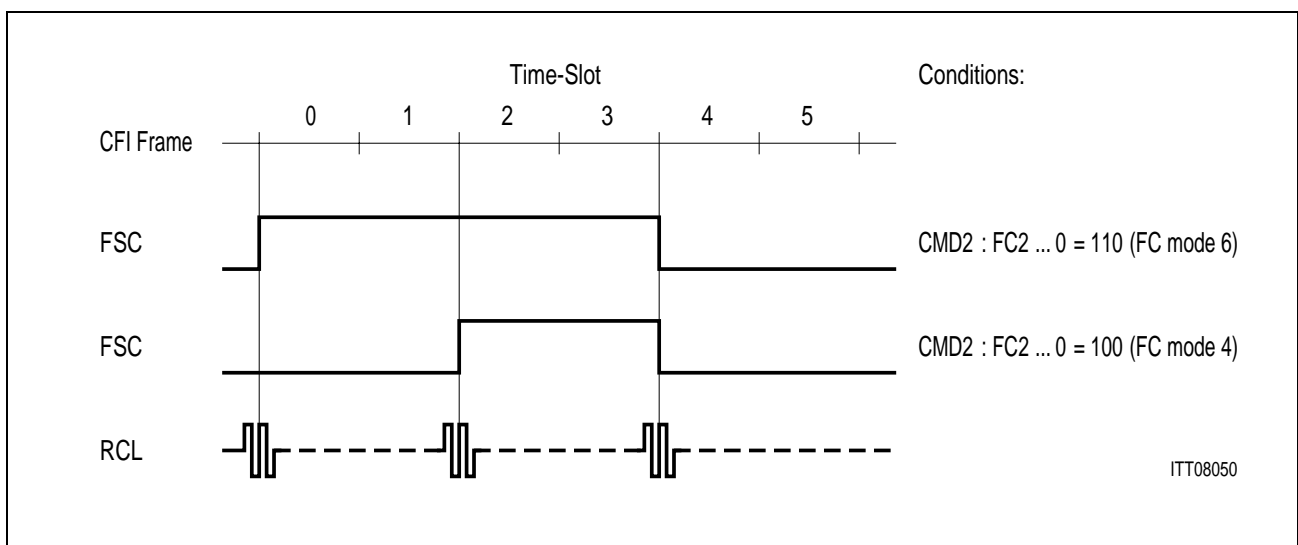 Time-Slot
Conditions:
0 1 2 3 4 5
CFI Frame
FSC
CMD2 : FC2 ... 0 = 110 (FC mode 6)
FSC
CMD2 : FC2 ... 0 = 100 (FC mode 4)
RCL
ITT08050